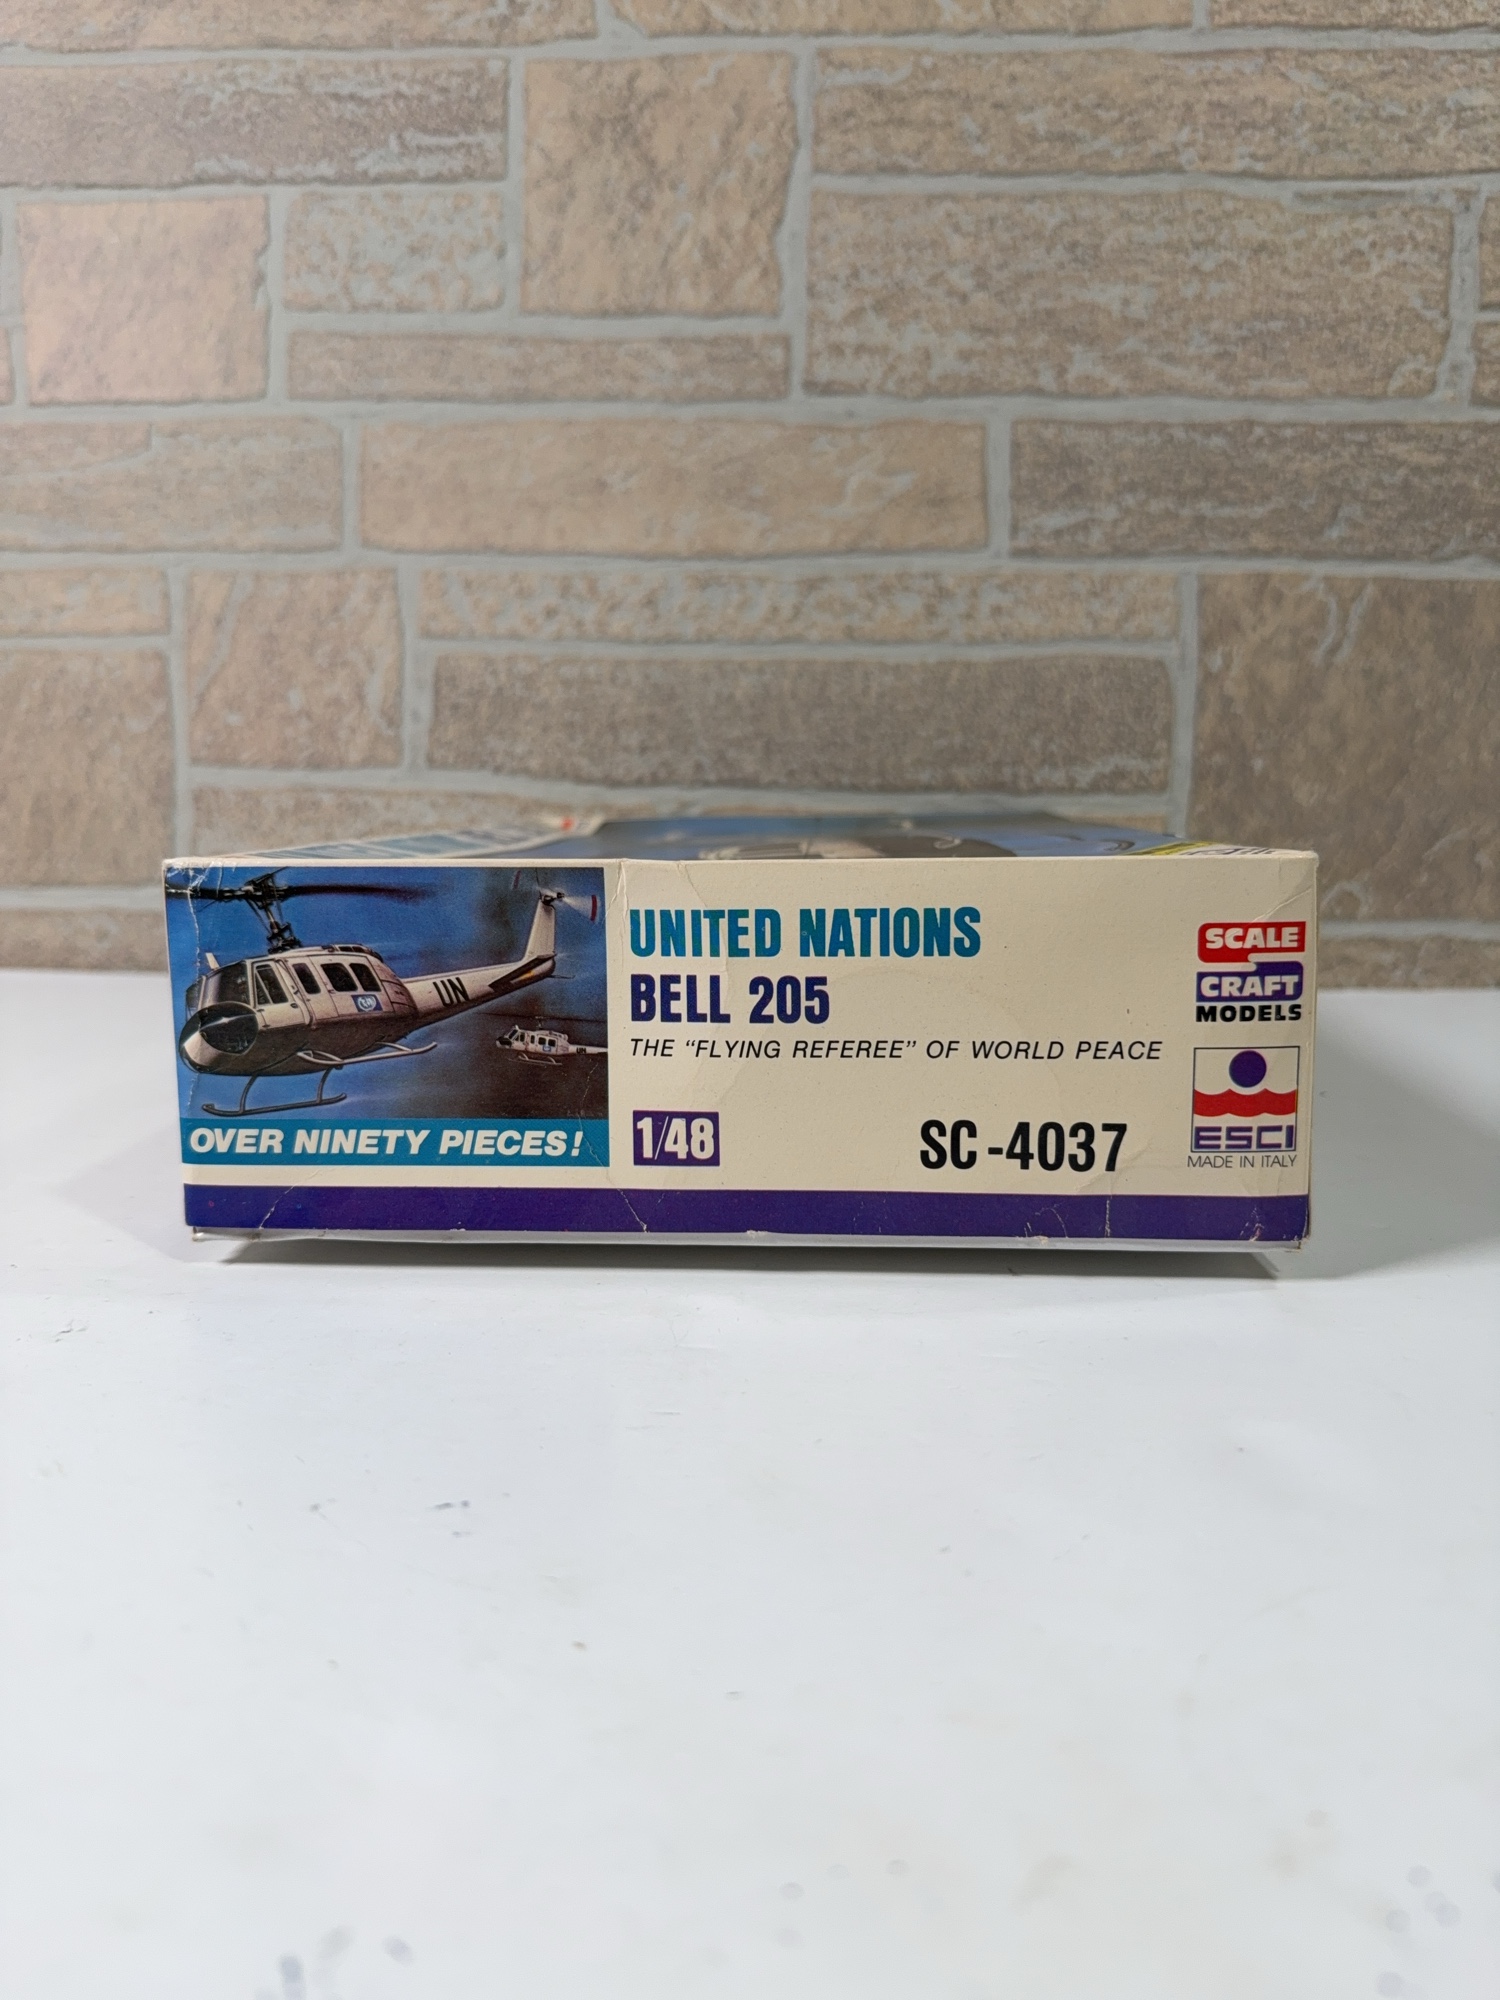 UNITED NATIONS
BELL 205
THE "FLYING REFEREE" OF WORLD PEACE
1/48
SC-4037
UN
UN
OVER NINETY PIECES!
SCALE
CRAFT
MODELS
ESCI
MADE IN ITALY